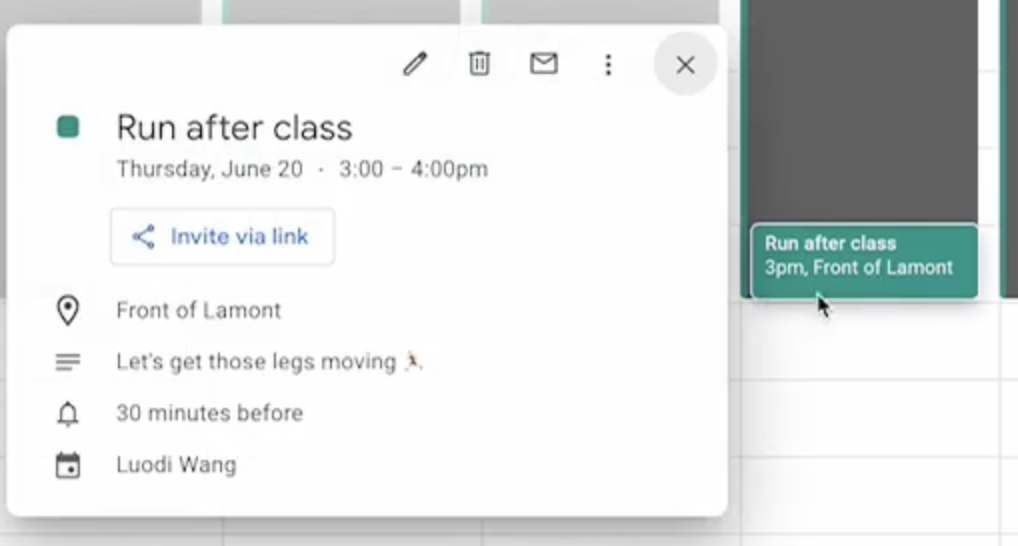 Run after class
Thursday, June 20 · 3:00 – 4:00pm
Invite via link
Front of Lamont
Let's get those legs moving 🏃
30 minutes before
Luodi Wang
Run after class
3pm, Front of Lamont